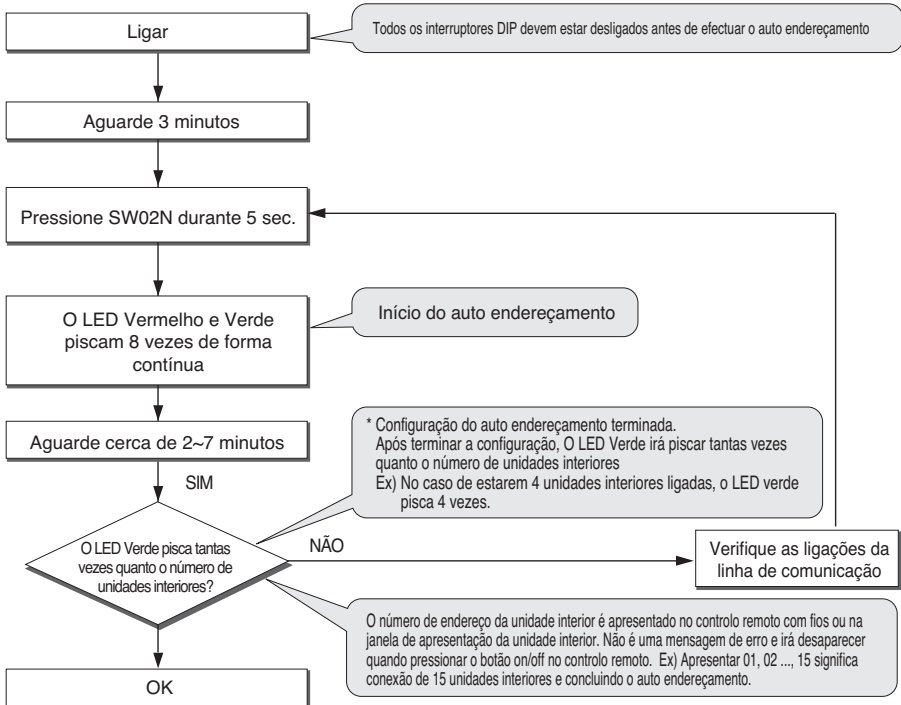 Ligar
Todos os interruptores DIP devem estar desligados antes de efectuar o auto endereçamento
Aguarde 3 minutos
Pressione SW02N durante 5 sec.
O LED Vermelho e Verde
piscam 8 vezes de forma
contínua
Início do auto endereçamento
Aguarde cerca de 2~7 minutos
* Configuração do auto endereçamento terminada.
Após terminar a configuração, O LED Verde irá piscar tantas vezes
quanto o número de unidades interiores
Ex) No caso de estarem 4 unidades interiores ligadas, o LED verde
pisca 4 vezes.
SIM
O LED Verde pisca tantas
vezes quanto o número de
unidades interiores?
NÃO
Verifique as ligações da
linha de comunicação
O número de endereço da unidade interior é apresentado no controlo remoto com fios ou na
janela de apresentação da unidade interior. Não é uma mensagem de erro e irá desaparecer
quando pressionar o botão on/off no controlo remoto. Ex) Apresentar 01, 02 ..., 15 significa
conexão de 15 unidades interiores e concluindo o auto endereçamento.
OK